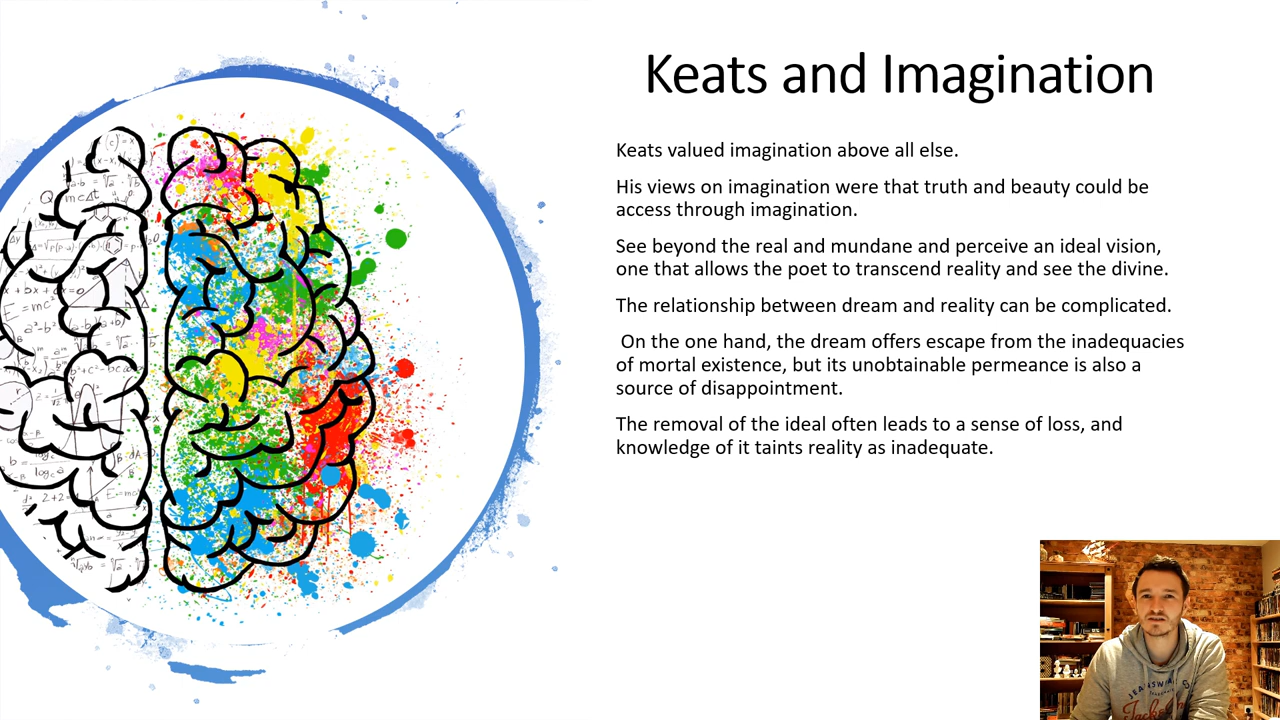 Keats and Imagination
Keats valued imagination above all else.
His views on imagination were that truth and beauty could be
access through imagination.
See beyond the real and mundane and perceive an ideal vision,
one that allows the poet to transcend reality and see the divine.
The relationship between dream and reality can be complicated.
On the one hand, the dream offers escape from the inadequacies
of mortal existence, but its unobtainable permeance is also a
source of disappointment.
The removal of the ideal often leads to a sense of loss, and
knowledge of it taints reality as inadequate.